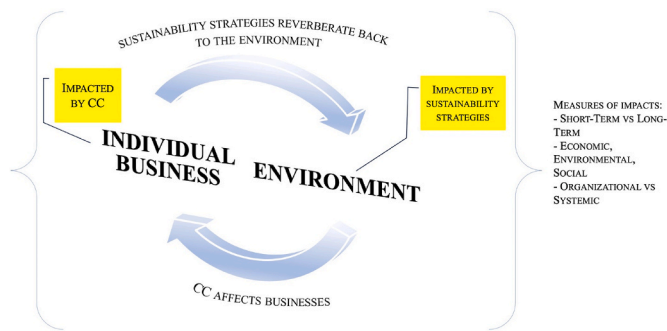 SUSTAINABILITY STRATEGIES REVERBERATE BACK
TO THE ENVIRONMENT
IMPACTED
BY CC
IMPACTED BY
SUSTAINABILITY
STRATEGIES
INDIVIDUAL
BUSINESS
ENVIRONMENT
CC AFFECTS BUSINESSES
MEASURES OF IMPACTS:
- SHORT-TERM VS LONG-
TERM
- ECONOMIC,
ENVIRONMENTAL,
SOCIAL
- ORGANIZATIONAL VS
SYSTEMIC